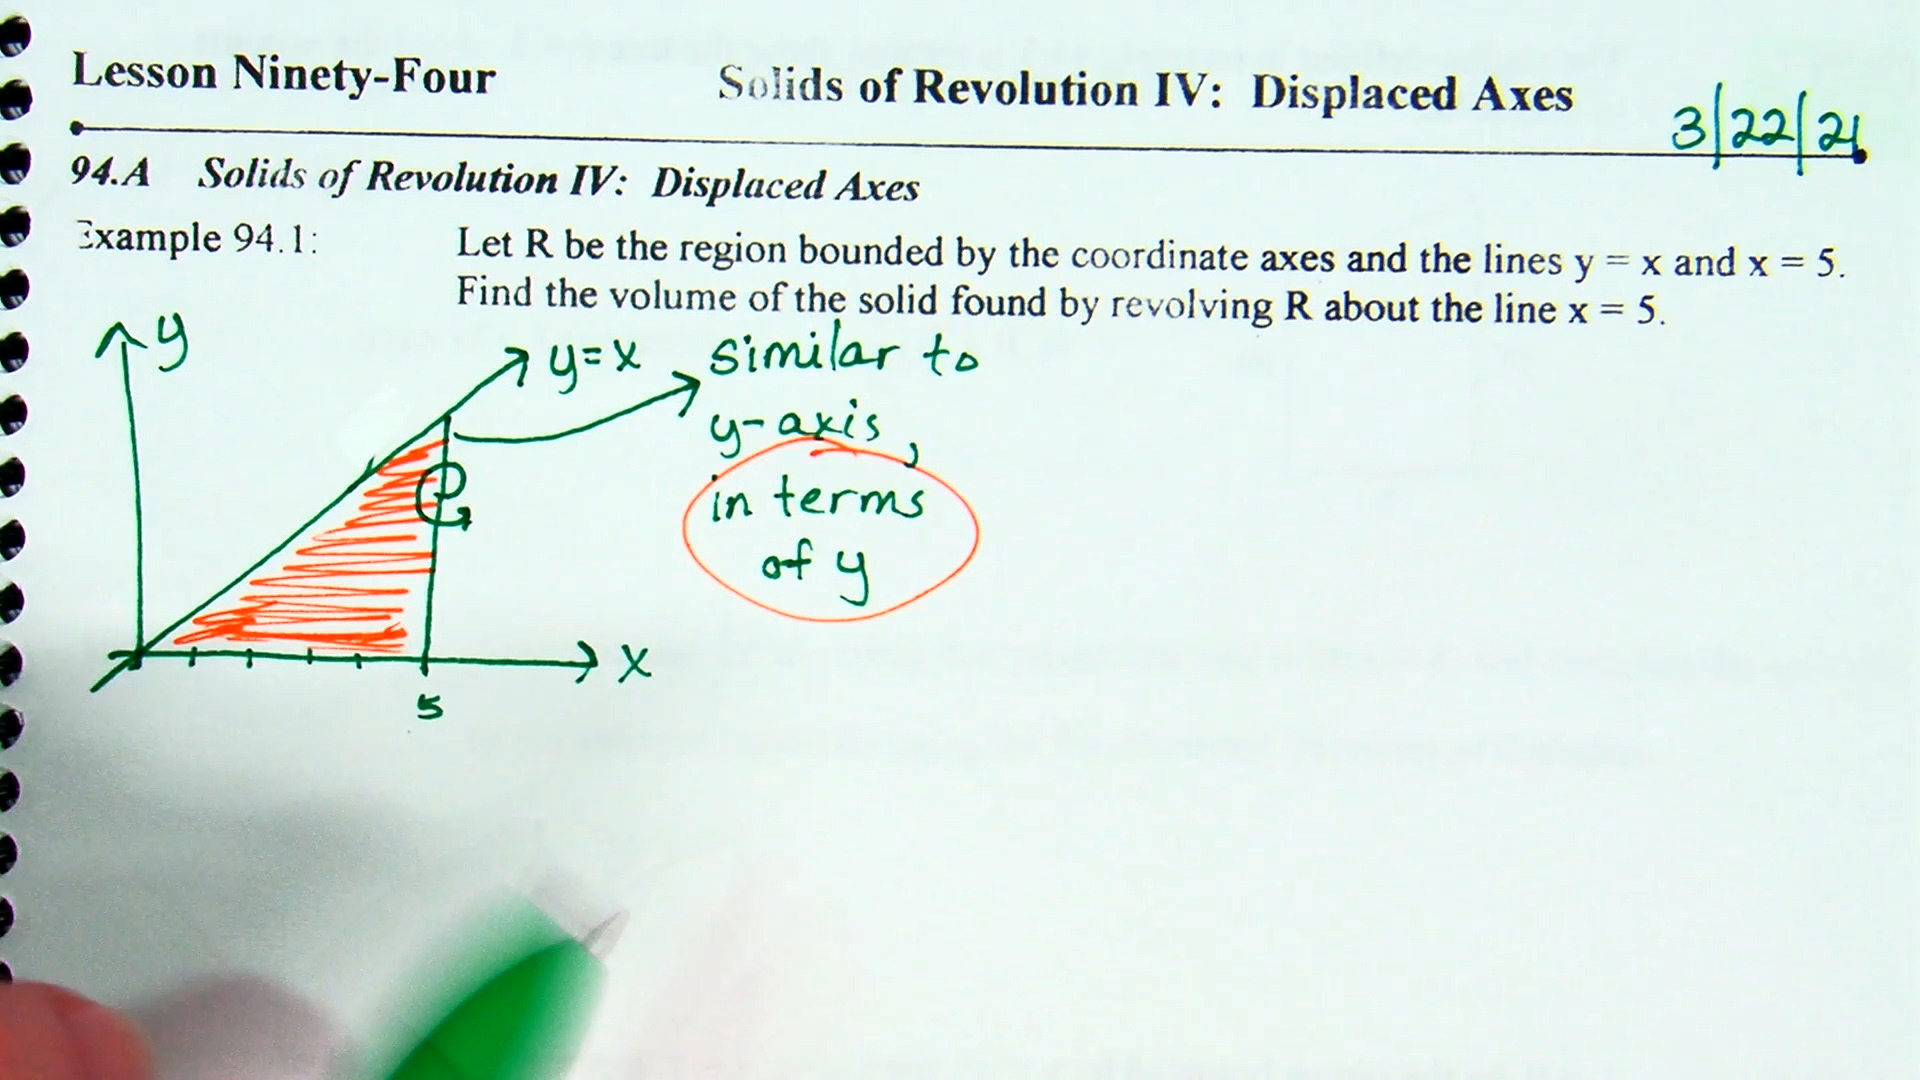 Lesson Ninety-Four Solids of Revolution IV: Displaced Axes
3/22/21
94.A Solids of Revolution IV: Displaced Axes
Example 94.1: Let R be the region bounded by the coordinate axes and the lines y = x and x = 5.
Find the volume of the solid found by revolving R about the line x = 5.
y
y=x
similar to
y-axis,
in terms
of y
x
5